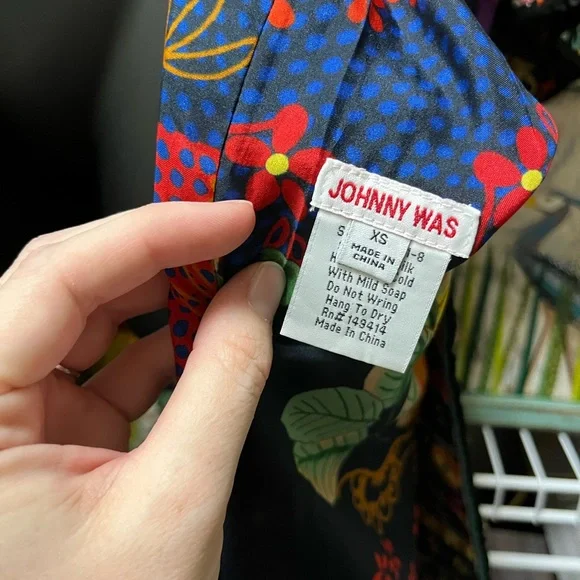 JOHNNY WAS
XS
MADE IN
CHINA
S
-8
With Mild Soap
Do Not Wring
Hang To Dry
Rn# 149414
Made In China